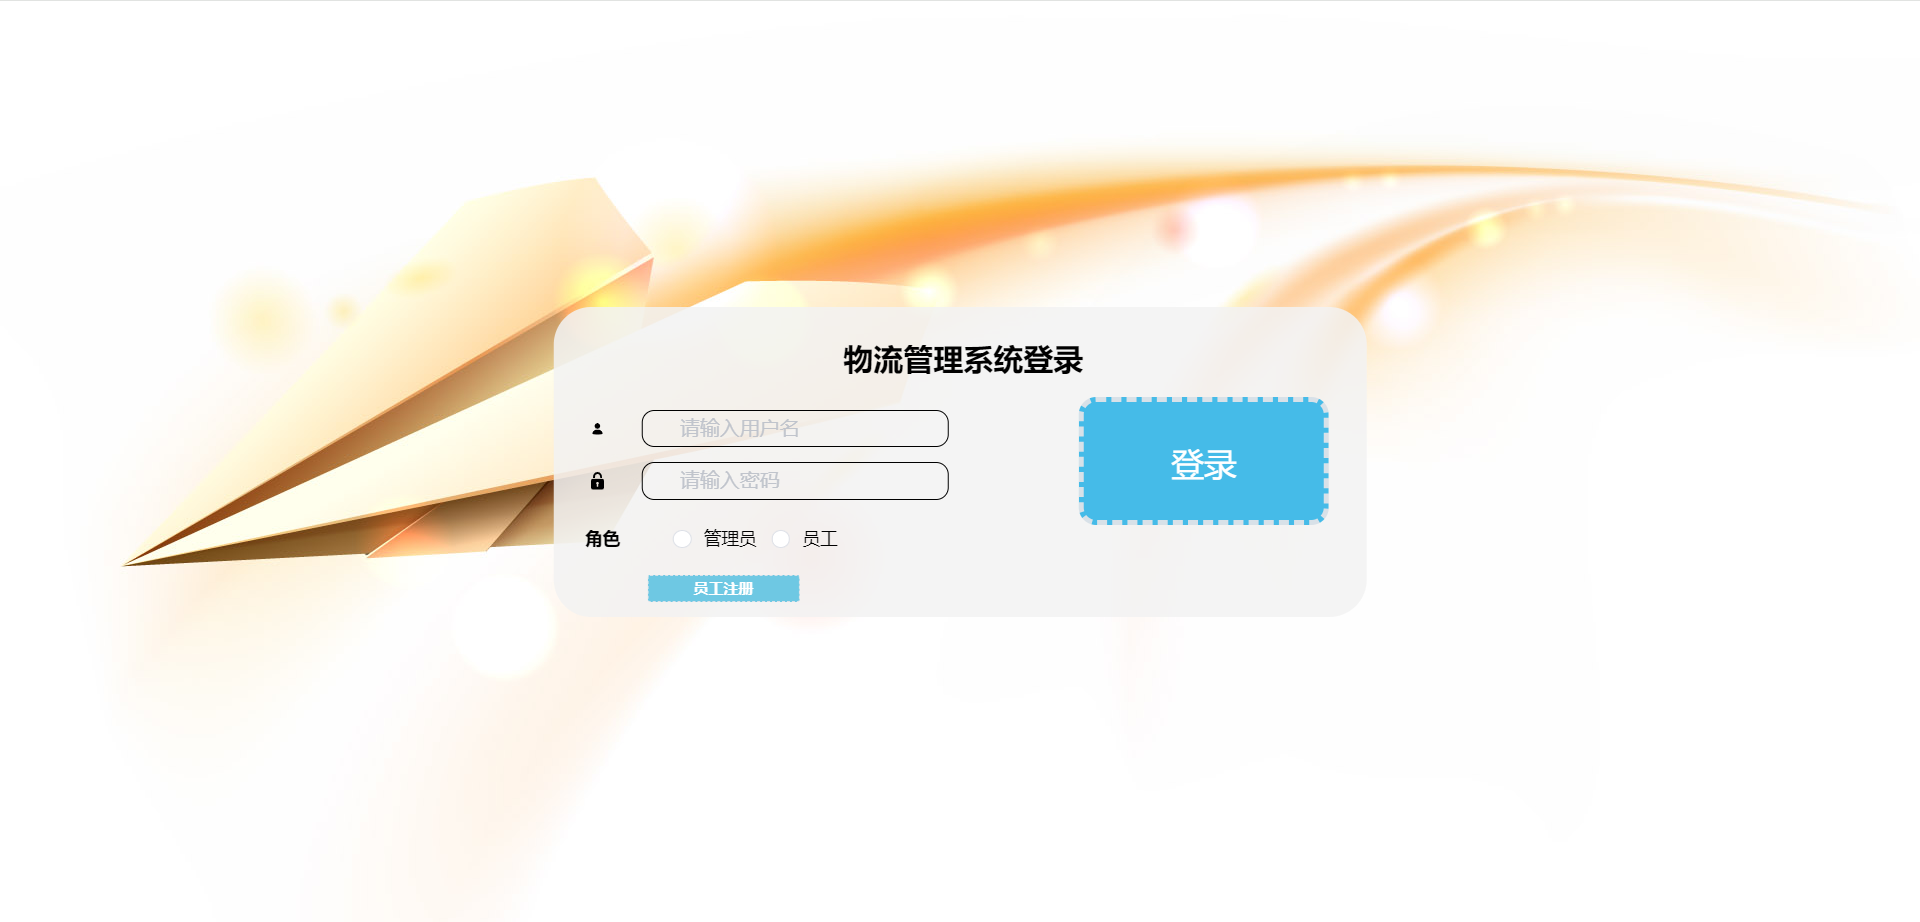 物流管理系统登录
请输入用户名
请输入密码
登录
角色 管理员 员工
员工注册